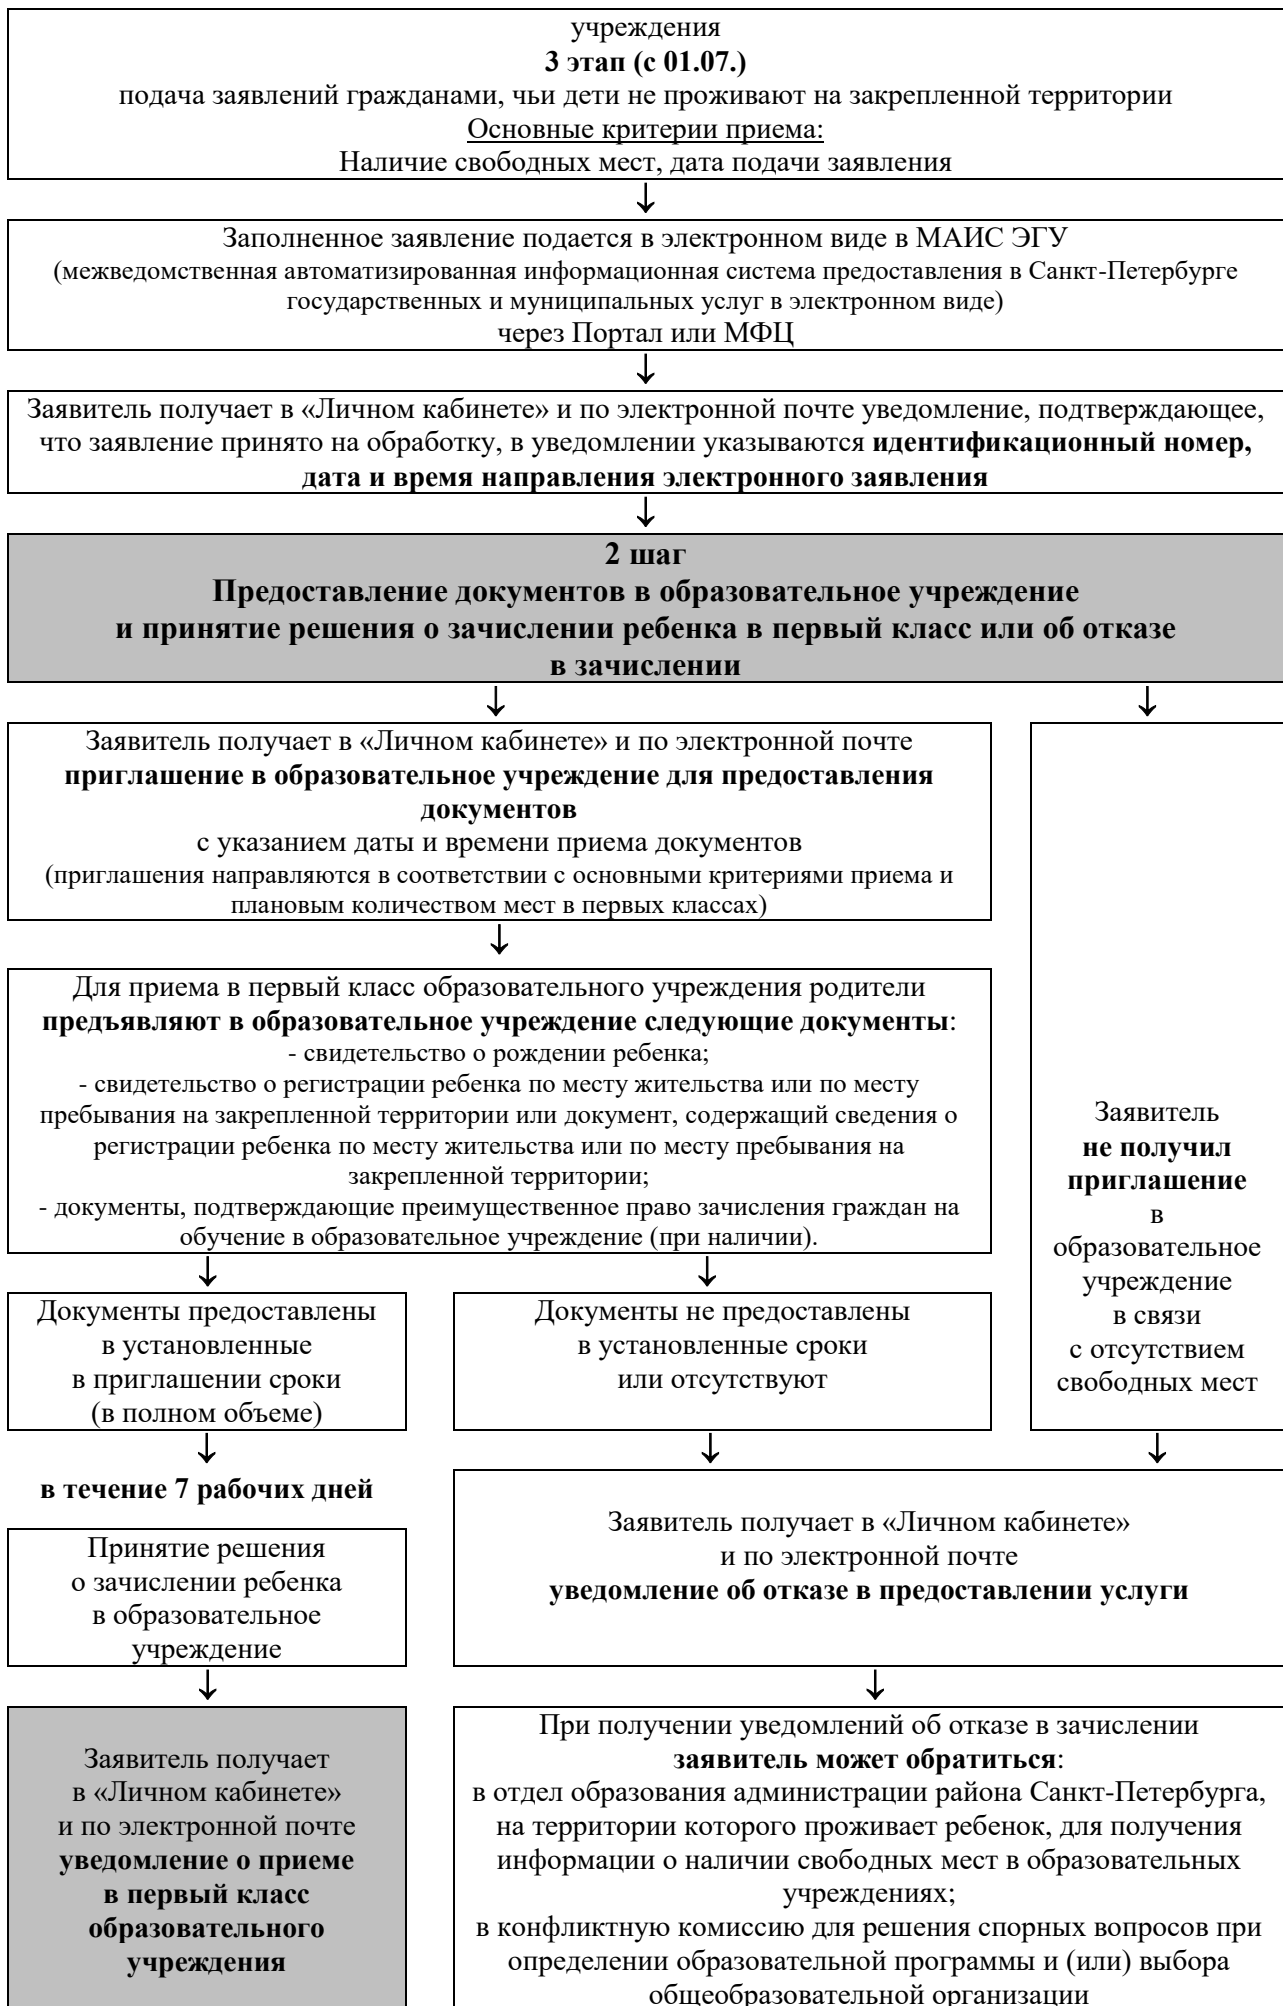 учреждения
3 этап (с 01.07.)
подача заявлений гражданами, чьи дети не проживают на закрепленной территории
Основные критерии приема:
Наличие свободных мест, дата подачи заявления
Заполненное заявление подается в электронном виде в МАИС ЭГУ
(межведомственная автоматизированная информационная система предоставления в Санкт-Петербурге
государственных и муниципальных услуг в электронном виде)
через Портал или МФЦ
Заявитель получает в «Личном кабинете» и по электронной почте уведомление, подтверждающее,
что заявление принято на обработку, в уведомлении указываются идентификационный номер,
дата и время направления электронного заявления
2 шаг
Предоставление документов в образовательное учреждение
и принятие решения о зачислении ребенка в первый класс или об отказе
в зачислении
Заявитель получает в «Личном кабинете» и по электронной почте
приглашение в образовательное учреждение для предоставления
документов
с указанием даты и времени приема документов
(приглашения направляются в соответствии с основными критериями приема и
плановым количеством мест в первых классах)
Для приема в первый класс образовательного учреждения родители
предъявляют в образовательное учреждение следующие документы:
- свидетельство о рождении ребенка;
- свидетельство о регистрации ребенка по месту жительства или по месту
пребывания на закрепленной территории или документ, содержащий сведения о
регистрации ребенка по месту жительства или по месту пребывания на
закрепленной территории;
- документы, подтверждающие преимущественное право зачисления граждан на
обучение в образовательное учреждение (при наличии).
Заявитель
не получил
приглашение
в
образовательное
учреждение
в связи
с отсутствием
свободных мест
Документы предоставлены
в установленные
в приглашении сроки
(в полном объеме)
Документы не предоставлены
в установленные сроки
или отсутствуют
в течение 7 рабочих дней
Принятие решения
о зачислении ребенка
в образовательное
учреждение
Заявитель получает в «Личном кабинете»
и по электронной почте
уведомление об отказе в предоставлении услуги
Заявитель получает
в «Личном кабинете»
и по электронной почте
уведомление о приеме
в первый класс
образовательного
учреждения
При получении уведомлений об отказе в зачислении
заявитель может обратиться:
в отдел образования администрации района Санкт-Петербурга,
на территории которого проживает ребенок, для получения
информации о наличии свободных мест в образовательных
учреждениях;
в конфликтную комиссию для решения спорных вопросов при
определении образовательной программы и (или) выбора
общеобразовательной организации